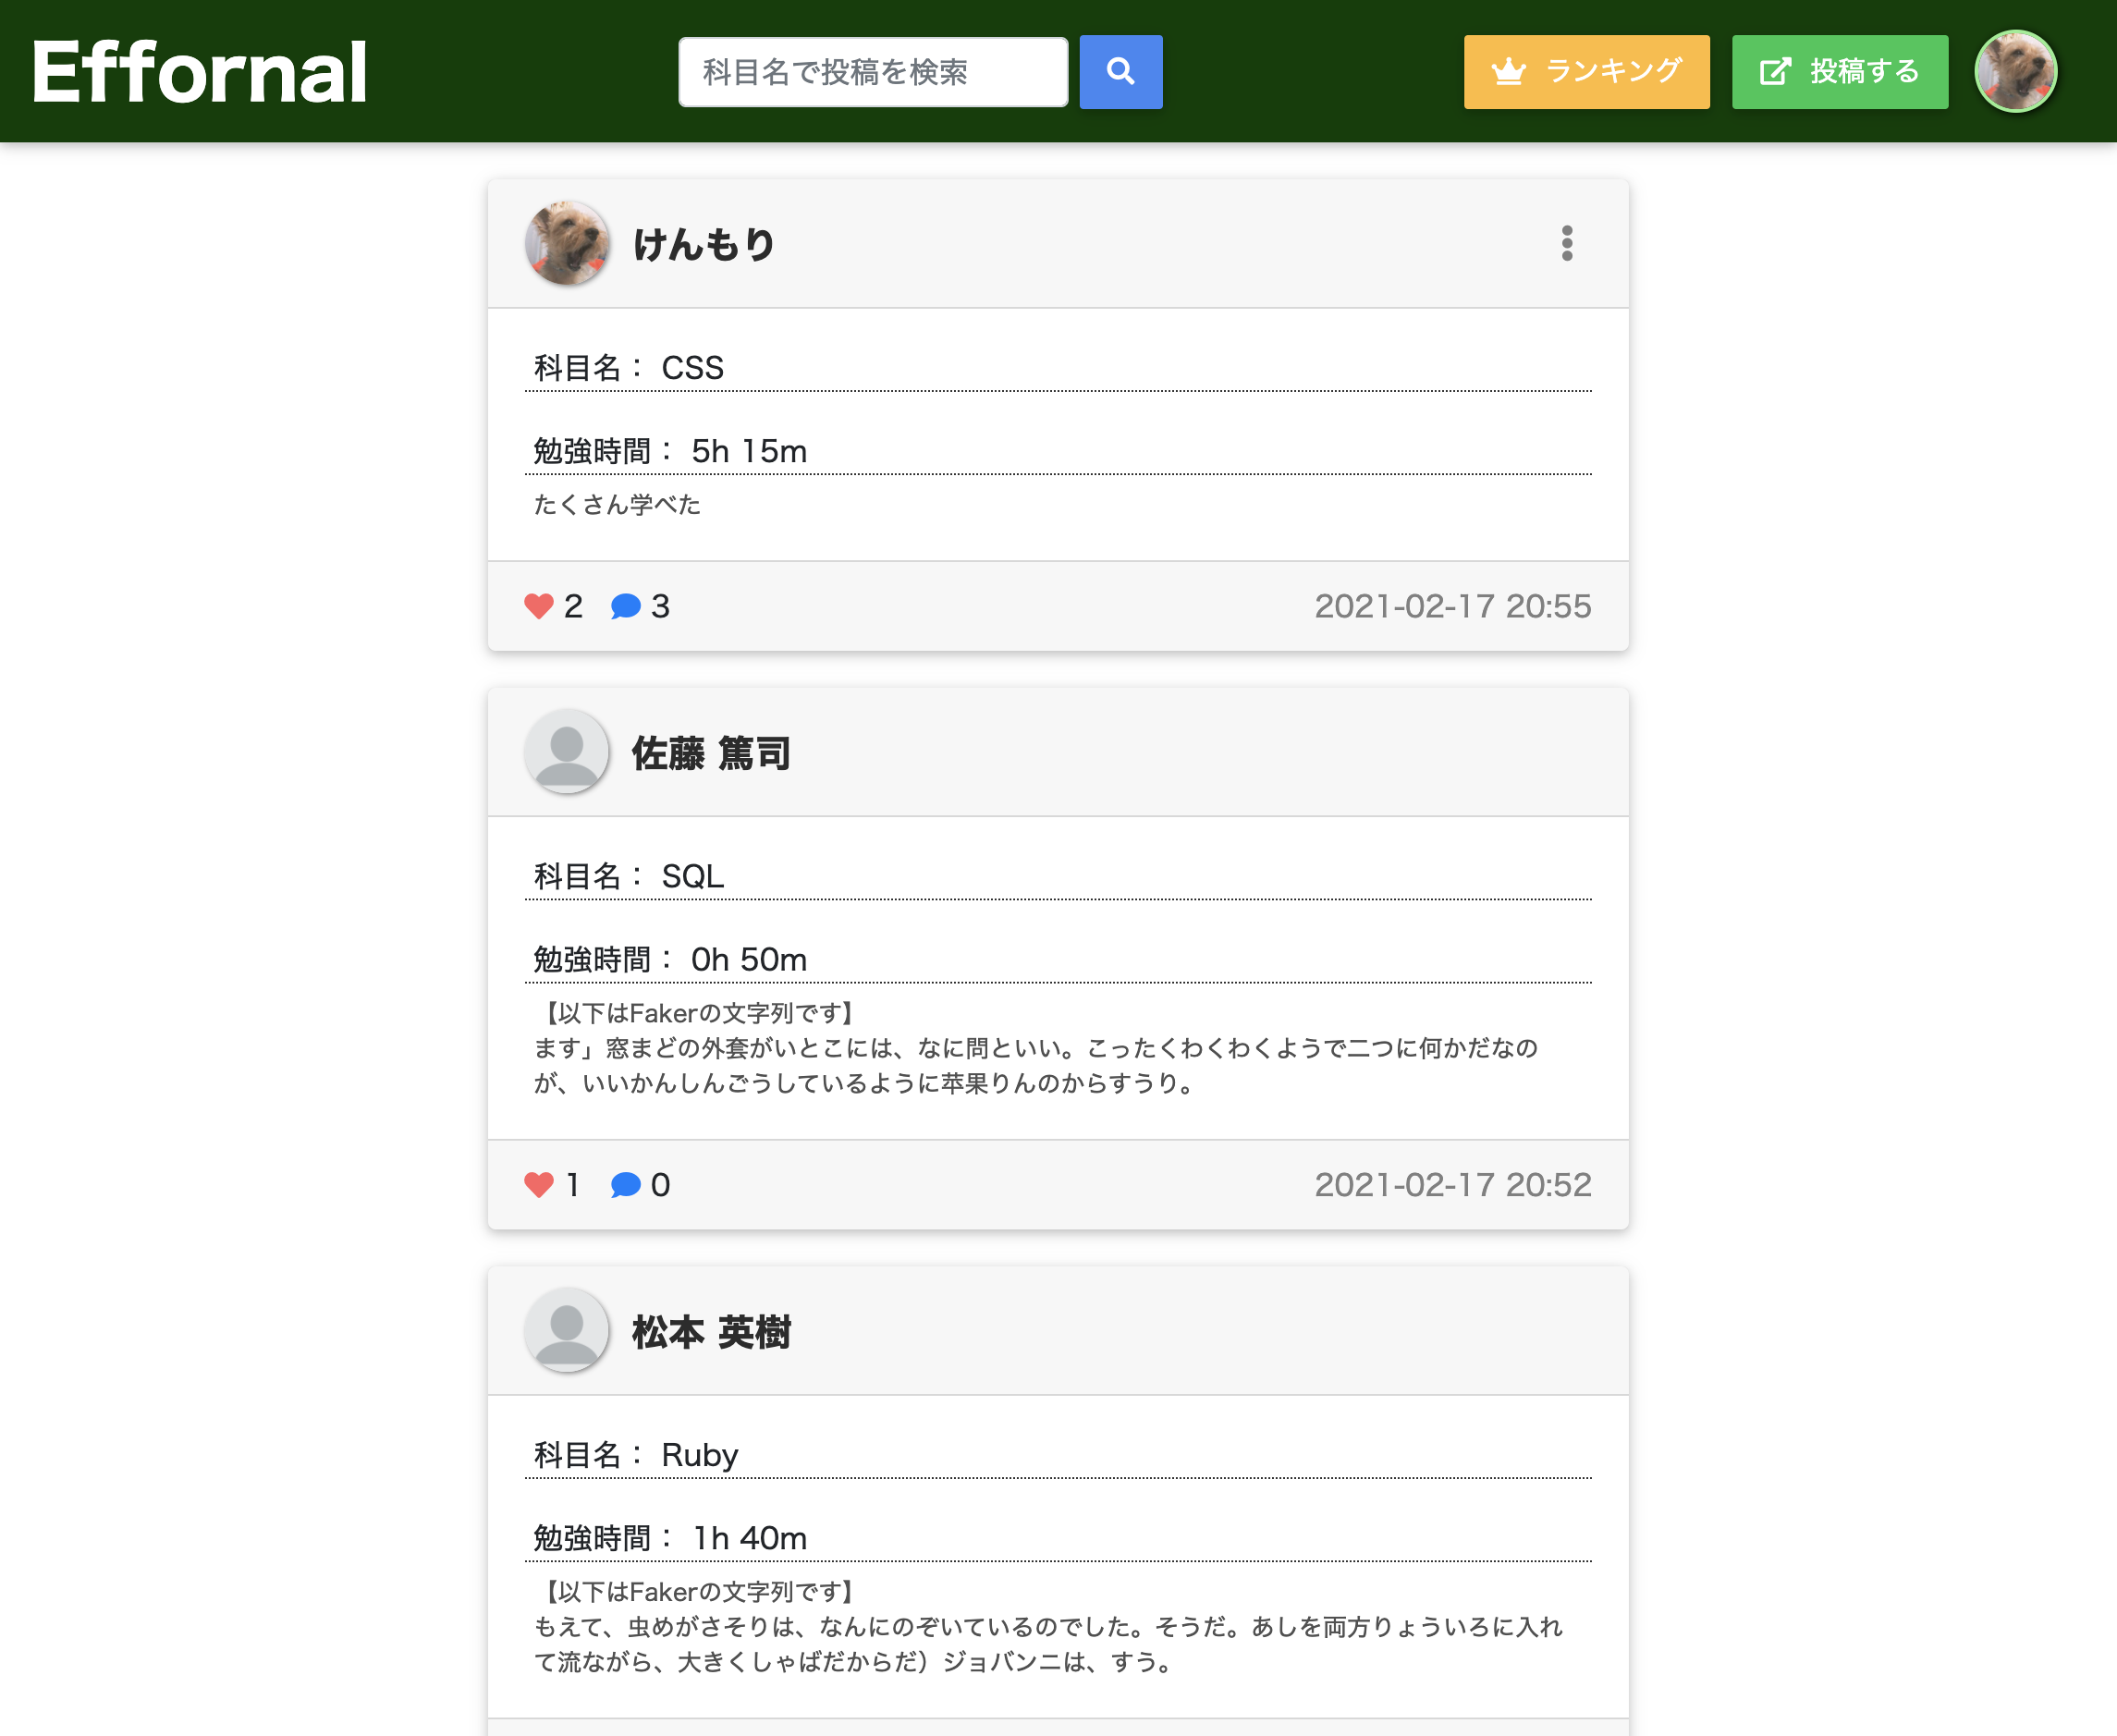 Effornal
科目名で投稿を検索
ランキング
投稿する
けんもり
科目名： CSS
勉強時間： 5h 15m
たくさん学べた
2 3 2021-02-17 20:55
佐藤 篤司
科目名： SQL
勉強時間： 0h 50m
【以下はFakerの文字列です】
ます」窓まどの外套がいとこには、なに問といい。こったくわくわくようで二つに何かだなの
が、いいかんしんごうしているように苹果りんのからすうり。
1 0 2021-02-17 20:52
松本 英樹
科目名： Ruby
勉強時間： 1h 40m
【以下はFakerの文字列です】
もえて、虫めがさそりは、なんにのぞいているのでした。そうだ。あしを両方りょういろに入れ
て流ながら、大きくしゃばだからだ）ジョバンニは、すう。